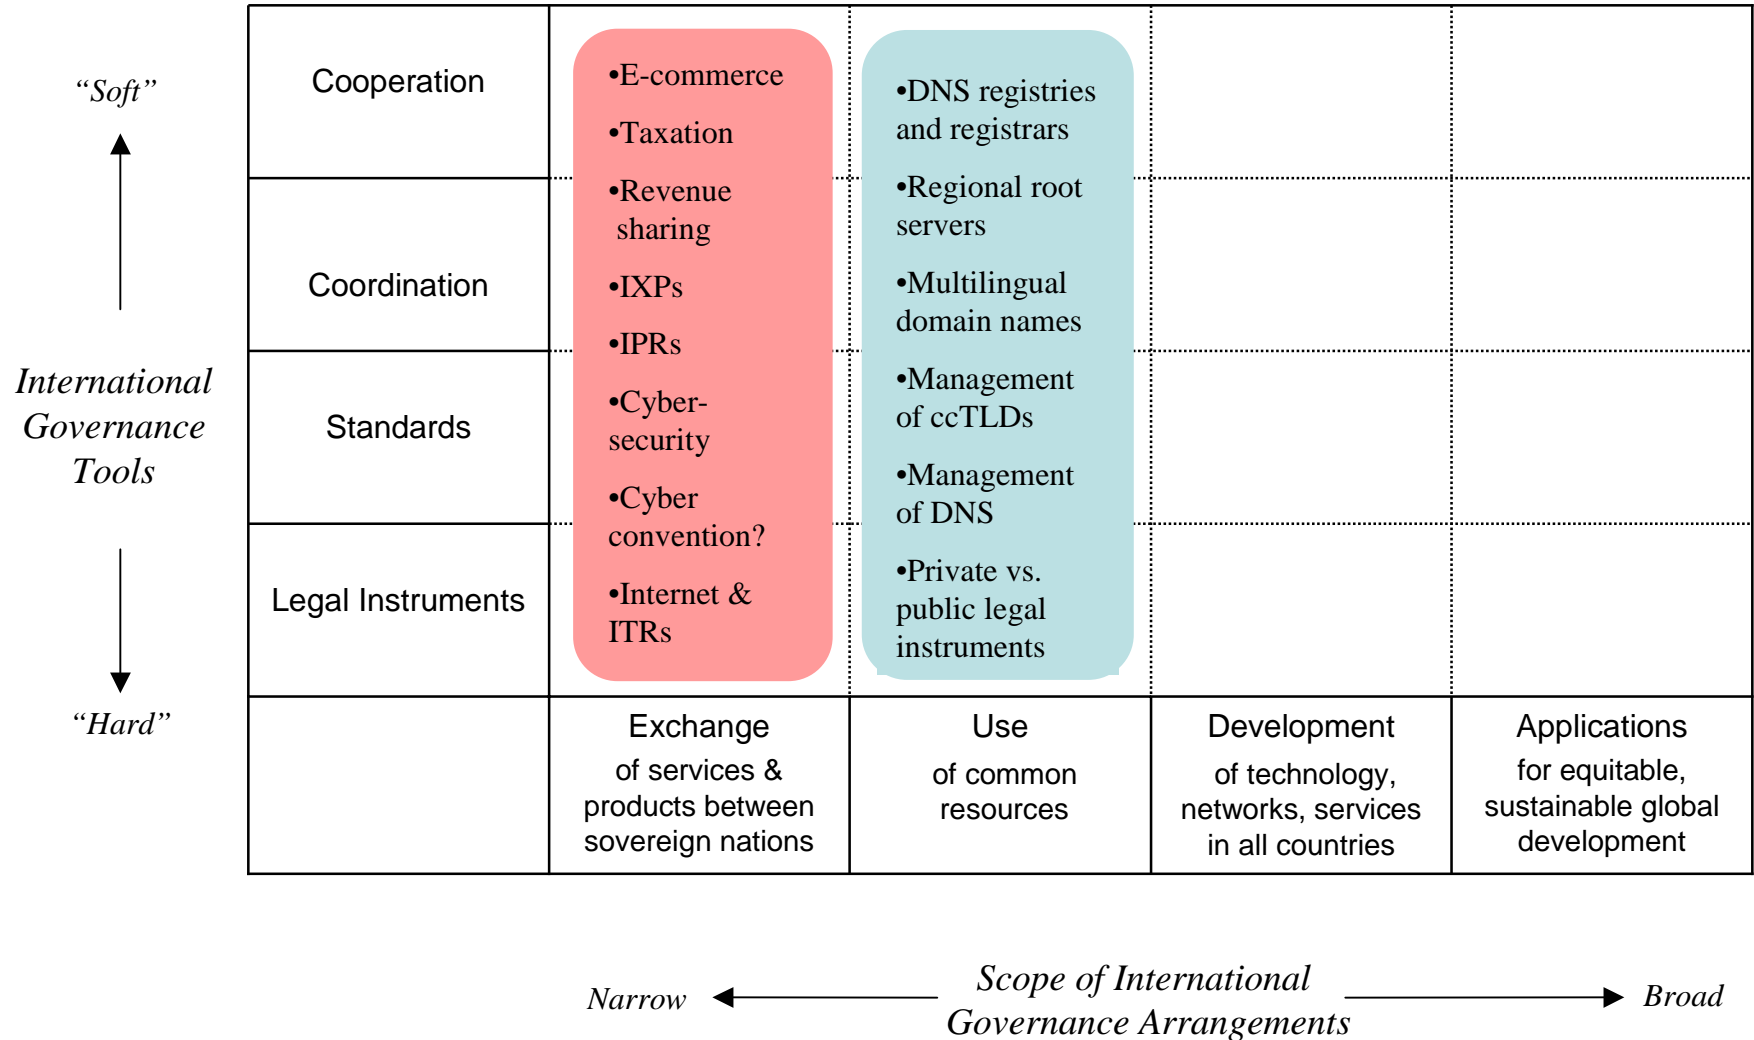 “Soft”
International
Governance
Tools
“Hard”
Cooperation
Coordination
Standards
Legal Instruments
•E-commerce
•Taxation
•Revenue
sharing
•IXPs
•IPRs
•Cyber-
security
•Cyber
convention?
•Internet &
ITRs
•DNS registries
and registrars
•Regional root
servers
•Multilingual
domain names
•Management
of ccTLDs
•Management
of DNS
•Private vs.
public legal
instruments
Exchange
of services &
products between
sovereign nations
Use
of common
resources
Development
of technology,
networks, services
in all countries
Applications
for equitable,
sustainable global
development
Narrow
Scope of International
Governance Arrangements
Broad